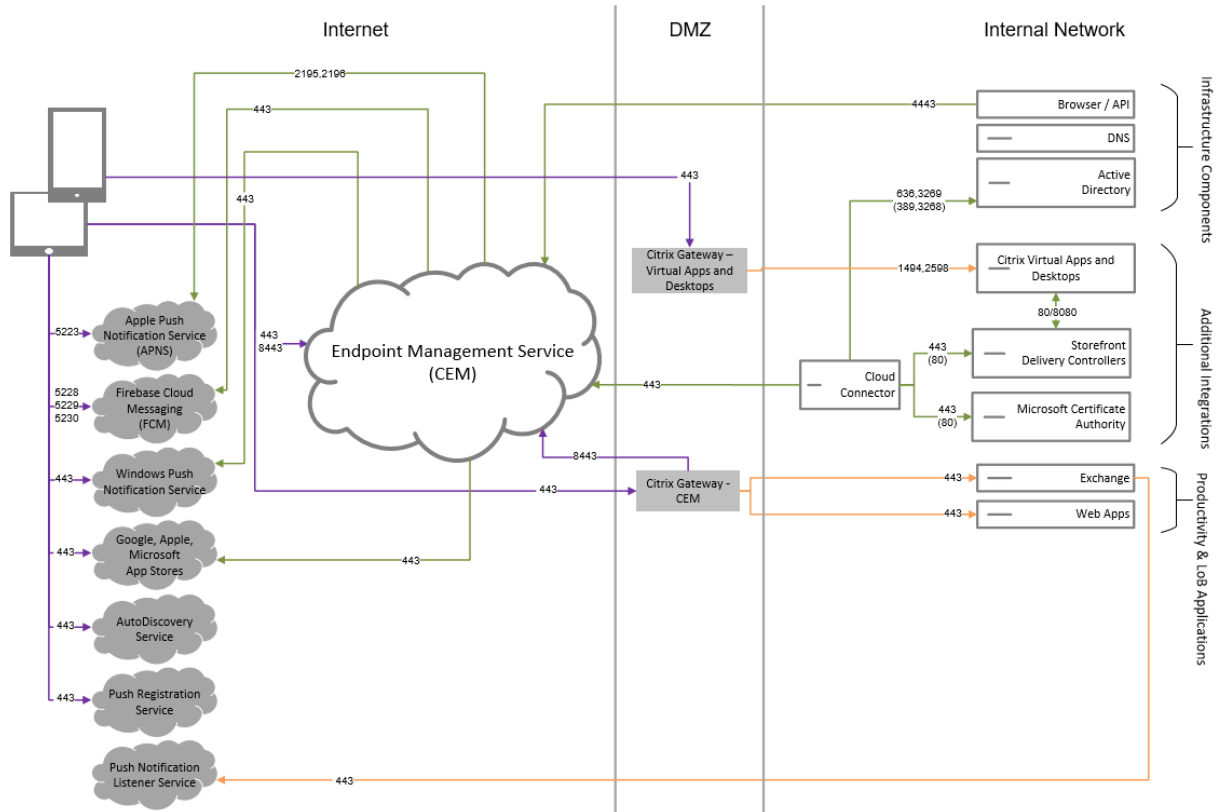 Internet
DMZ
Internal Network
2195,2196
443
443
4443
Browser / API
DNS
Active
Directory
Infrastructure Components
443
636,3269
(389,3268)
Citrix Gateway –
Virtual Apps and
Desktops
1494,2598
Citrix Virtual Apps and
Desktops
80/8080
5223
Apple Push
Notification Service
(APNS)
443
8443
Endpoint Management Service
(CEM)
443
Cloud
Connector
443
(80)
Storefront
Delivery Controllers
443
(80)
Microsoft Certificate
Authority
Additional Integrations
5228
5229
5230
Firebase Cloud
Messaging
(FCM)
8443
443
Windows Push
Notification Service
443
Citrix Gateway -
CEM
443
Exchange
443
Web Apps
Productivity & LoB Applications
443
Google, Apple,
Microsoft
App Stores
443
443
AutoDiscovery
Service
443
Push Registration
Service
Push Notification
Listener Service
443